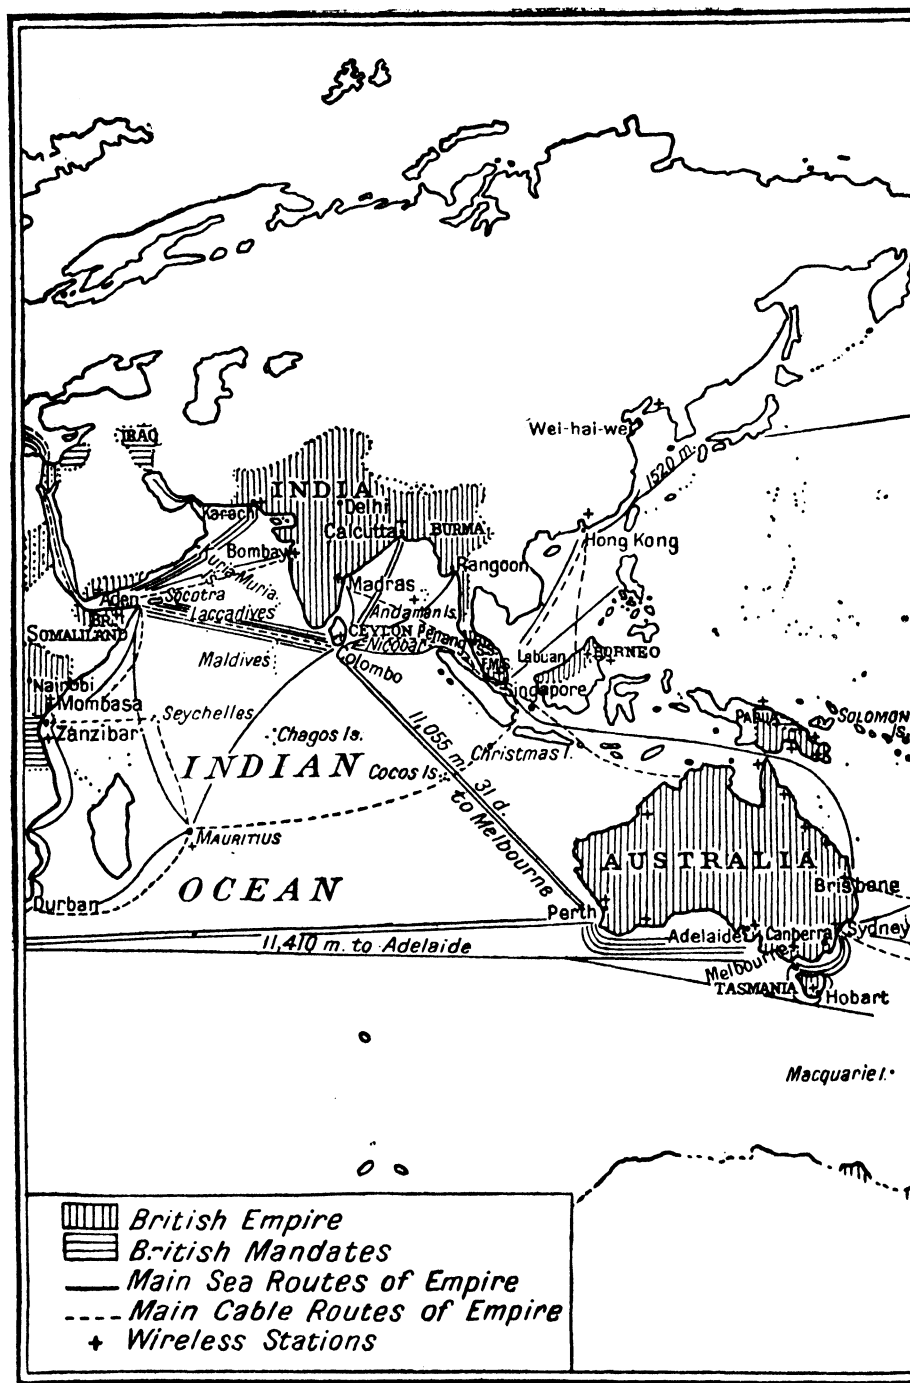 Wei-hai-wei
1520 m.
IRAQ
INDIA
Karachi
Delhi
Calcutta
BURMA
Hong Kong
Bombay
Rangoon
Kuria-Muria
Madras
Aden
Socotra
Laccadives
Andaman Is.
BR.
SOMALILAND
CEYLON
Penang
Nicobar
Maldives
Colombo
F.M.S.
Labuan
BORNEO
Singapore
Nairobi
Mombasa
Zanzibar
Seychelles
Chagos Is.
Christmas I.
PAPUA
SOLOMON
Is.
INDIAN
Cocos Is.
11,055 m. 31 d.
to Melbourne
MAURITIUS
AUSTRALIA
OCEAN
Brisbane
Durban
Perth
Adelaide
Canberra
Sydney
11,410 m. to Adelaide
Melbourne
TASMANIA
Hobart
Macquarie I.
British Empire
British Mandates
Main Sea Routes of Empire
Main Cable Routes of Empire
Wireless Stations